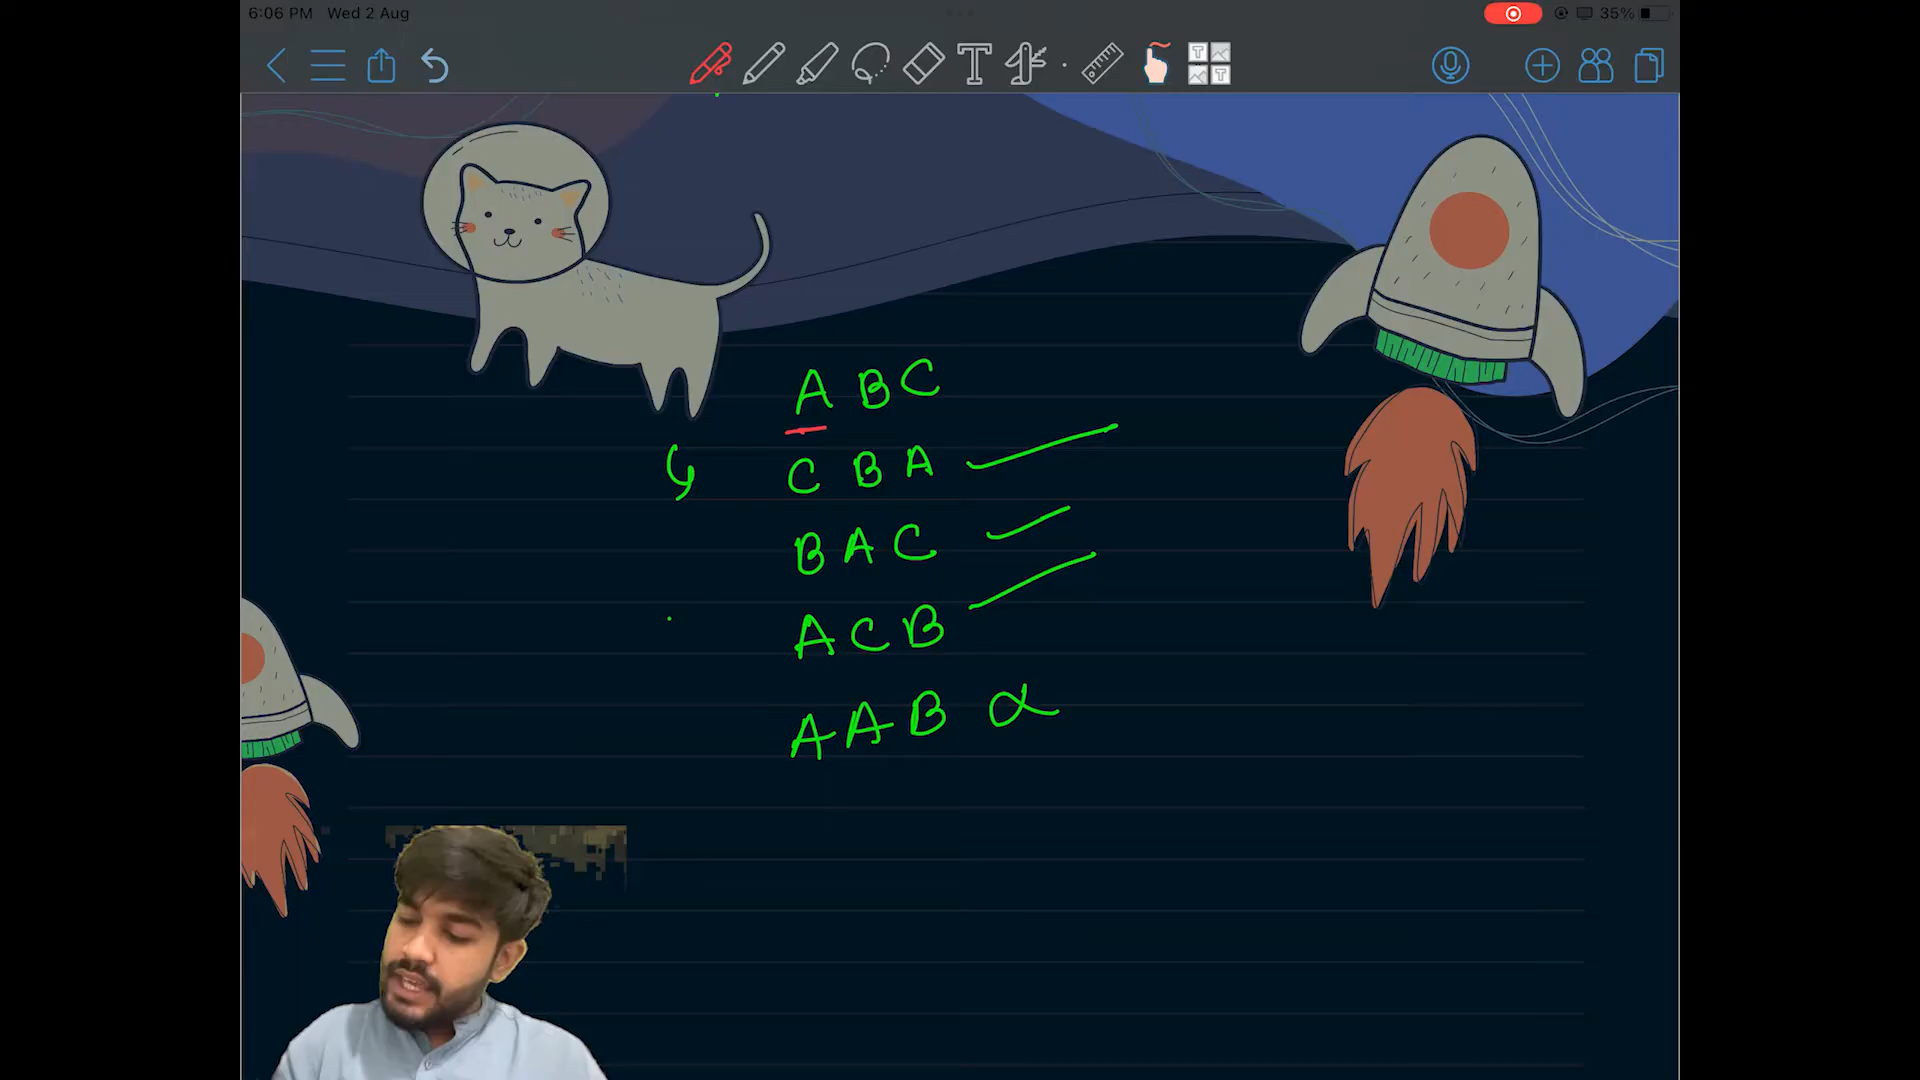 6:06 PM Wed 2 Aug
35%
A B C
C B A
B A C
A C B
A A B